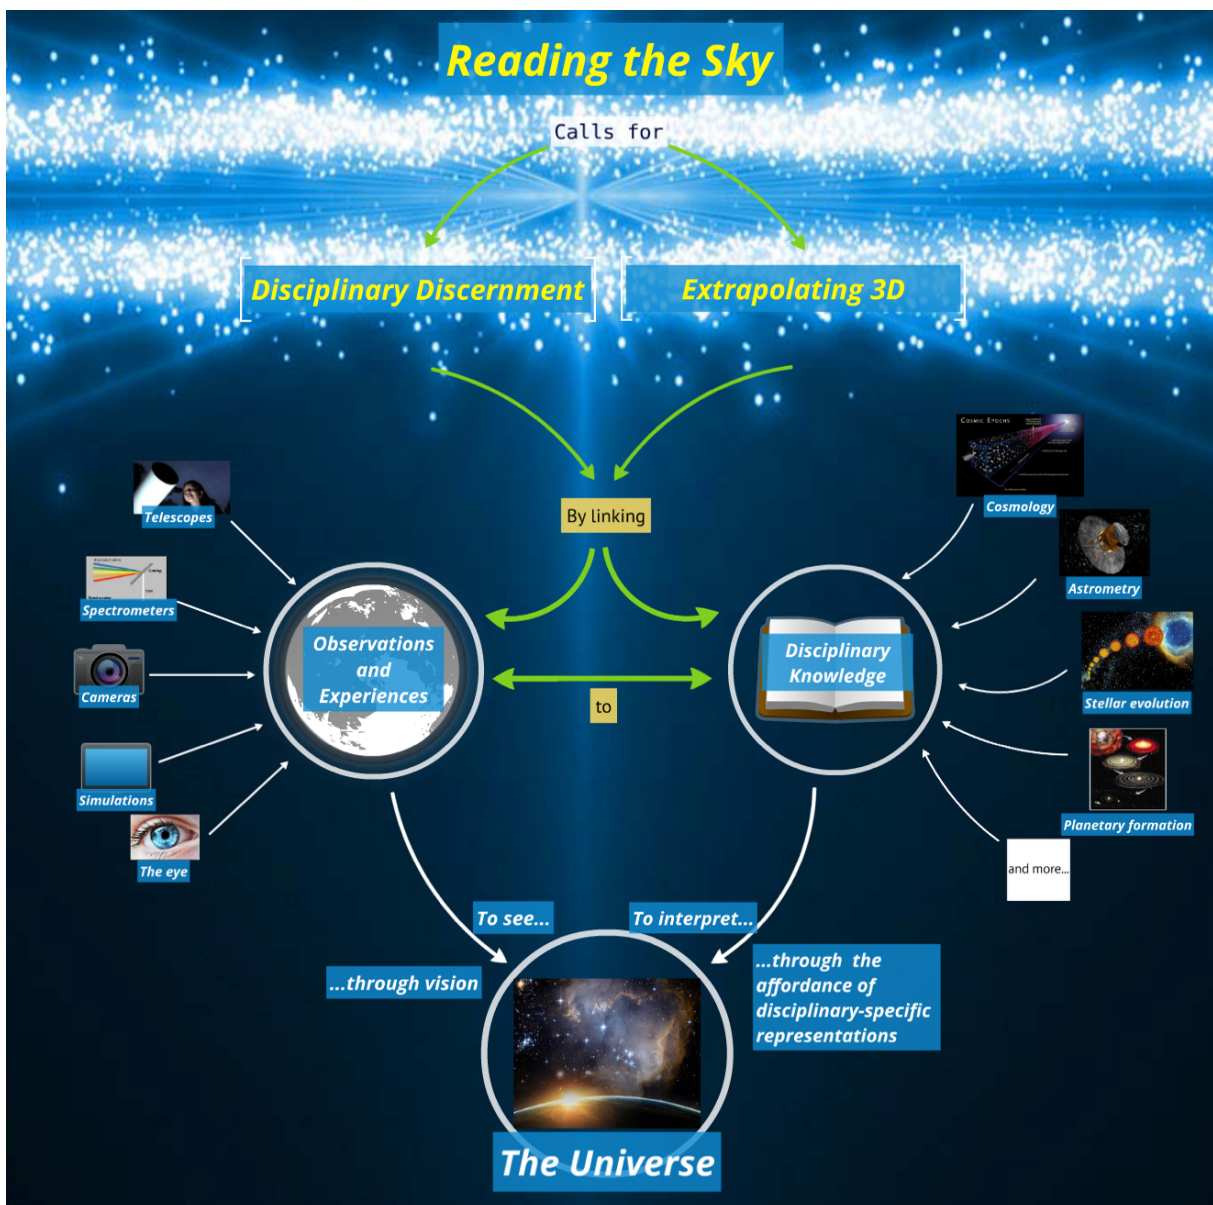 Reading the Sky
Calls for
Disciplinary Discernment
Extrapolating 3D
By linking
to
Telescopes
Spectrometers
Cameras
Simulations
The eye
Observations
and
Experiences
Disciplinary
Knowledge
COSMIC EPOCHS
Cosmology
Astrometry
Stellar evolution
Planetary formation
and more...
To see...
...through vision
To interpret...
...through the
affordance of
disciplinary-specific
representations
The Universe